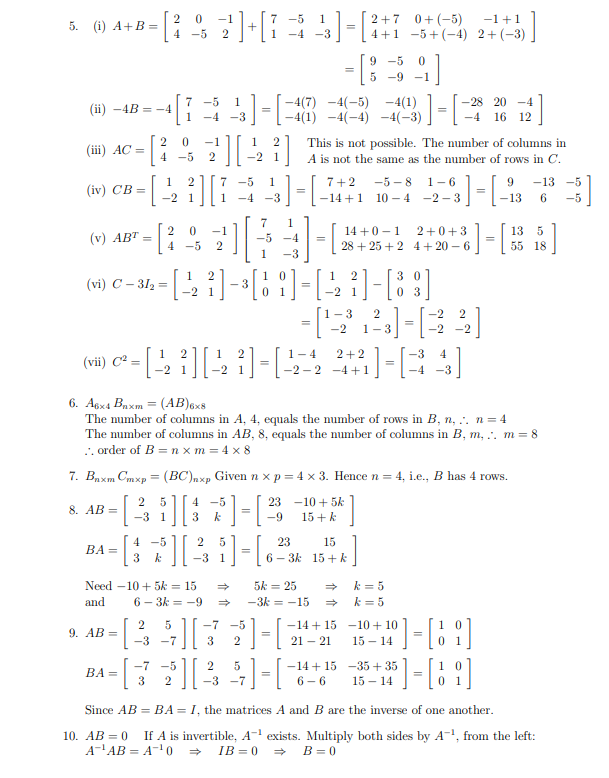 5. (i) A+B = [ 2 0 −1 ; 4 −5 2 ] + [ 7 −5 1 ; 1 −4 −3 ] = [ 2+7 0+(−5) −1+1 ; 4+1 −5+(−4) 2+(−3) ]
= [ 9 −5 0 ; 5 −9 −1 ]
(ii) −4B = −4 [ 7 −5 1 ; 1 −4 −3 ] = [ −4(7) −4(−5) −4(1) ; −4(1) −4(−4) −4(−3) ] = [ −28 20 −4 ; −4 16 12 ]
(iii) AC = [ 2 0 −1 ; 4 −5 2 ] [ 1 2 ; −2 1 ] This is not possible. The number of columns in
A is not the same as the number of rows in C.
(iv) CB = [ 1 2 ; −2 1 ] [ 7 −5 1 ; 1 −4 −3 ] = [ 7+2 −5−8 1−6 ; −14+1 10−4 −2−3 ] = [ 9 −13 −5 ; −13 6 −5 ]
(v) ABᵀ = [ 2 0 −1 ; 4 −5 2 ] [ 7 1 ; −5 −4 ; 1 −3 ] = [ 14+0−1 2+0+3 ; 28+25+2 4+20−6 ] = [ 13 5 ; 55 18 ]
(vi) C − 3I₂ = [ 1 2 ; −2 1 ] − 3 [ 1 0 ; 0 1 ] = [ 1 2 ; −2 1 ] − [ 3 0 ; 0 3 ]
= [ 1−3 2 ; −2 1−3 ] = [ −2 2 ; −2 −2 ]
(vii) C² = [ 1 2 ; −2 1 ] [ 1 2 ; −2 1 ] = [ 1−4 2+2 ; −2−2 −4+1 ] = [ −3 4 ; −4 −3 ]
6. A₆ₓ₄ Bₙₓₘ = (AB)₆ₓ₈
The number of columns in A, 4, equals the number of rows in B, n, ∴ n = 4
The number of columns in AB, 8, equals the number of columns in B, m, ∴ m = 8
∴ order of B = n × m = 4 × 8
7. Bₙₓₘ Cₘₓₚ = (BC)ₙₓₚ Given n × p = 4 × 3. Hence n = 4, i.e., B has 4 rows.
8. AB = [ 2 5 ; −3 1 ] [ 4 −5 ; 3 k ] = [ 23 −10+5k ; −9 15+k ]
BA = [ 4 −5 ; 3 k ] [ 2 5 ; −3 1 ] = [ 23 15 ; 6−3k 15+k ]
Need −10 + 5k = 15 ⇒ 5k = 25 ⇒ k = 5
and 6 − 3k = −9 ⇒ −3k = −15 ⇒ k = 5
9. AB = [ 2 5 ; −3 −7 ] [ −7 −5 ; 3 2 ] = [ −14+15 −10+10 ; 21−21 15−14 ] = [ 1 0 ; 0 1 ]
BA = [ −7 −5 ; 3 2 ] [ 2 5 ; −3 −7 ] = [ −14+15 −35+35 ; 6−6 15−14 ] = [ 1 0 ; 0 1 ]
Since AB = BA = I, the matrices A and B are the inverse of one another.
10. AB = 0 If A is invertible, A⁻¹ exists. Multiply both sides by A⁻¹, from the left:
A⁻¹AB = A⁻¹0 ⇒ IB = 0 ⇒ B = 0